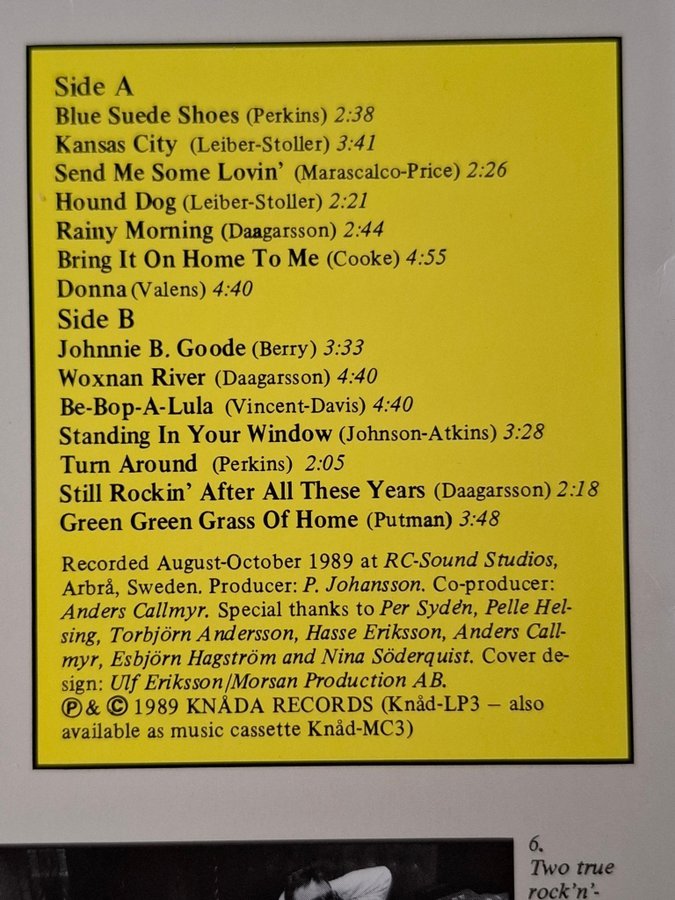 Side A
Blue Suede Shoes (Perkins) 2:38
Kansas City (Leiber-Stoller) 3:41
Send Me Some Lovin' (Marascalco-Price) 2:26
Hound Dog (Leiber-Stoller) 2:21
Rainy Morning (Daagarsson) 2:44
Bring It On Home To Me (Cooke) 4:55
Donna (Valens) 4:40
Side B
Johnnie B. Goode (Berry) 3:33
Woxnan River (Daagarsson) 4:40
Be-Bop-A-Lula (Vincent-Davis) 4:40
Standing In Your Window (Johnson-Atkins) 3:28
Turn Around (Perkins) 2:05
Still Rockin' After All These Years (Daagarsson) 2:18
Green Green Grass Of Home (Putman) 3:48
Recorded August-October 1989 at RC-Sound Studios,
Arbrå, Sweden. Producer: P. Johansson. Co-producer:
Anders Callmyr. Special thanks to Per Sydén, Pelle Hel-
sing, Torbjörn Andersson, Hasse Eriksson, Anders Call-
myr, Esbjörn Hagström and Nina Söderquist. Cover de-
sign: Ulf Eriksson/Morsan Production AB.
Ⓟ & © 1989 KNÅDA RECORDS (Knåd-LP3 – also
available as music cassette Knåd-MC3)
6.
Two true
rock'n'-